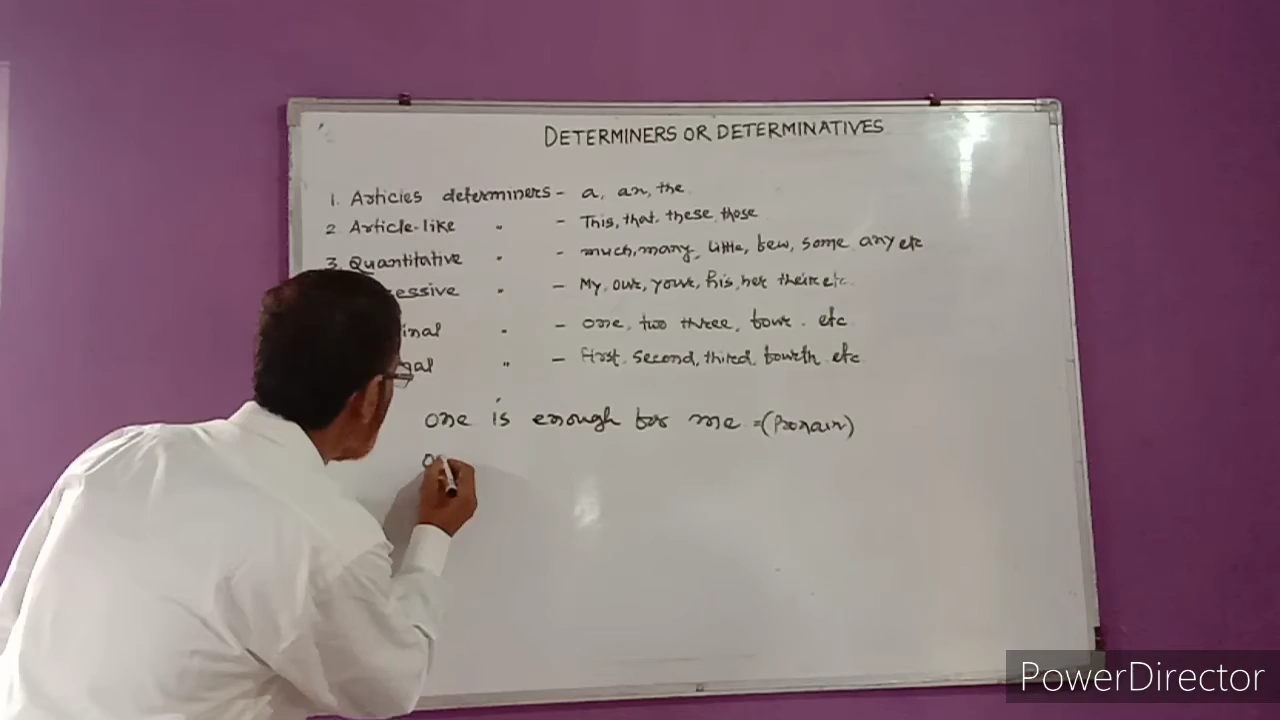 DETERMINERS OR DETERMINATIVES
1. Articles determiners - a, an, the
2 Article-like " - This, that, these, those
3. Quantitative " - much, many, little, few, some any etc
essive " - My, our, your, his, her their etc.
inal " - one, two three, four. etc
nal " - first. second, third, fourth etc
one is enough for me = (Pronoun)
PowerDirector